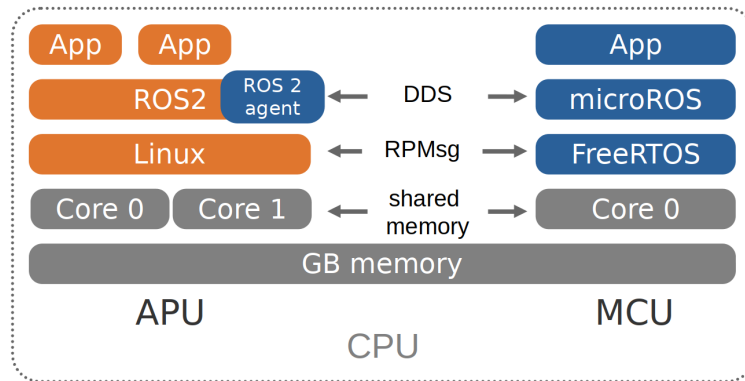 App
App
App
ROS2
ROS 2
agent
DDS
microROS
Linux
RPMsg
FreeRTOS
Core 0
Core 1
shared
memory
Core 0
GB memory
APU
MCU
CPU